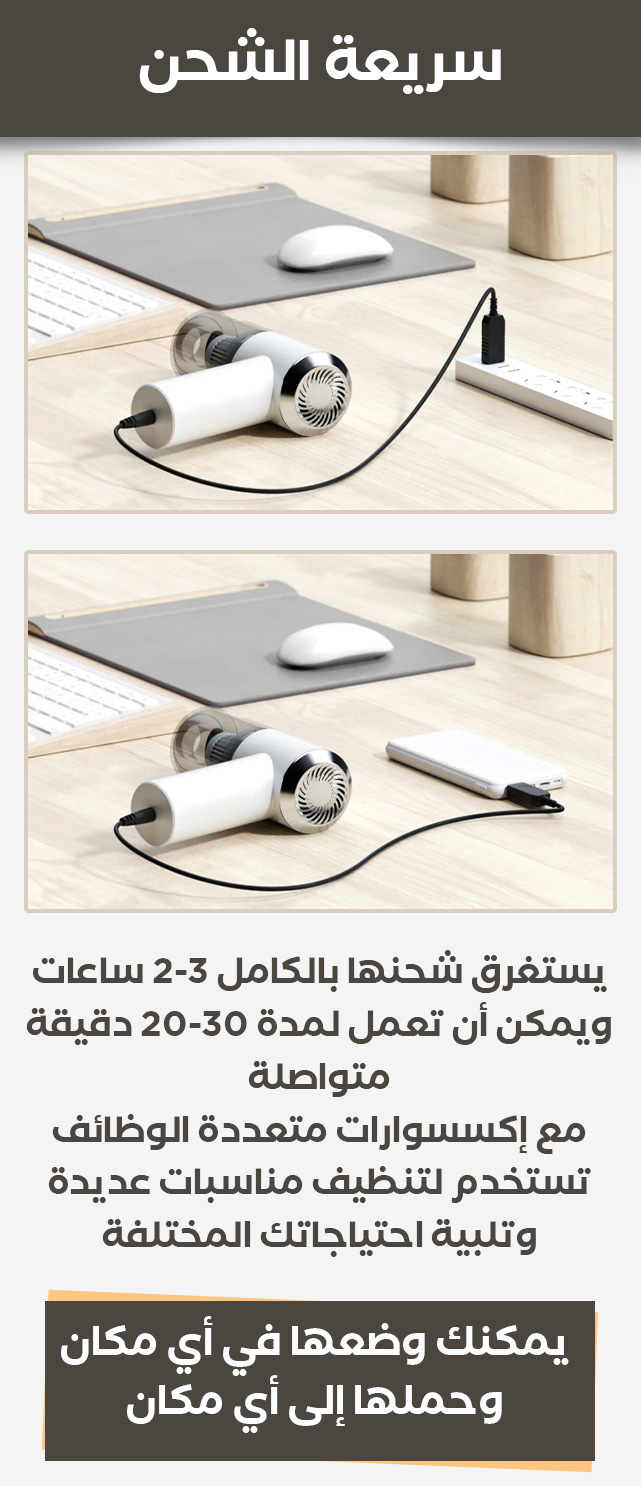 سريعة الشحن
يستغرق شحنها بالكامل 3-2 ساعات
ويمكن أن تعمل لمدة 30-20 دقيقة
متواصلة
مع إكسسوارات متعددة الوظائف
تستخدم لتنظيف مناسبات عديدة
وتلبية احتياجاتك المختلفة
يمكنك وضعها في أي مكان
وحملها إلى أي مكان